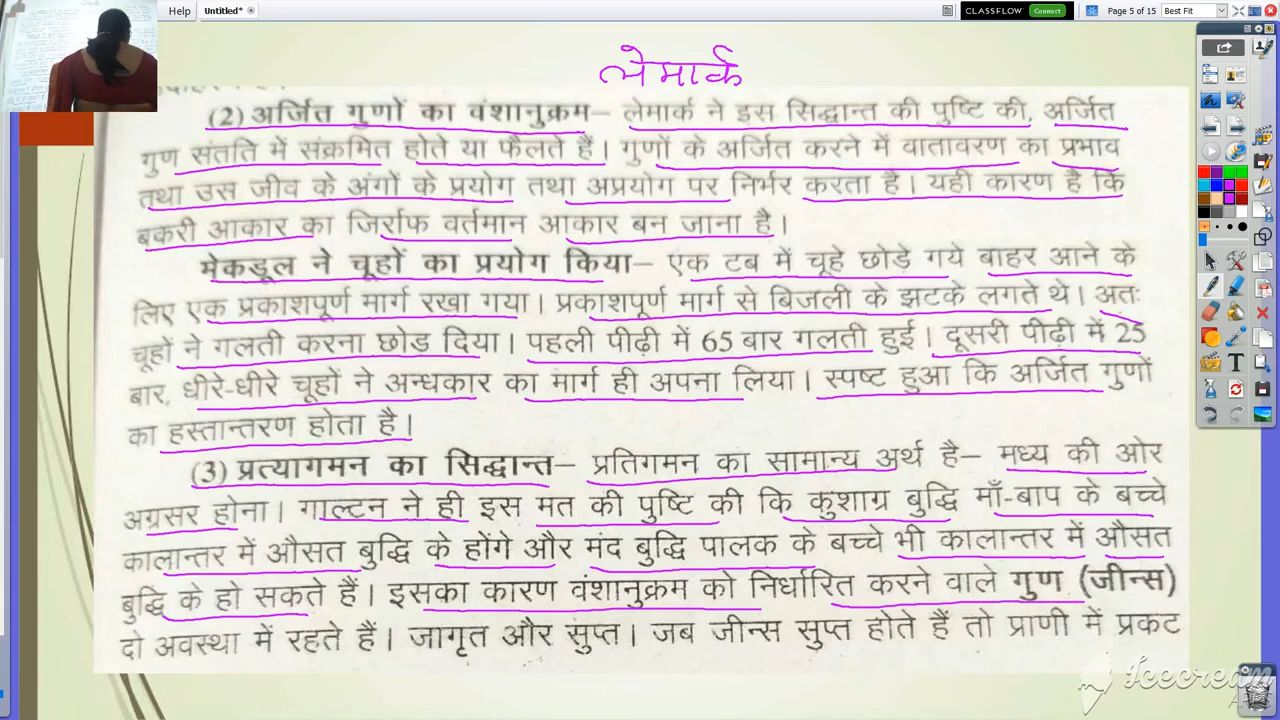 Help Untitled* CLASSFLOW Connect Page 5 of 15 Best Fit
लेमार्क
(2) अर्जित गुणों का वंशानुक्रम– लेमार्क ने इस सिद्धान्त की पुष्टि की, अर्जित
गुण संतति में संक्रमित होते या फैलते हैं। गुणों के अर्जित करने में वातावरण का प्रभाव
तथा उस जीव के अंगों के प्रयोग तथा अप्रयोग पर निर्भर करता है। यही कारण है कि
बकरी आकार का जिर्राफ वर्तमान आकार बन जाना है।
मेकडूल ने चूहों का प्रयोग किया– एक टब में चूहे छोड़े गये बाहर आने के
लिए एक प्रकाशपूर्ण मार्ग रखा गया। प्रकाशपूर्ण मार्ग से बिजली के झटके लगते थे। अतः
चूहों ने गलती करना छोड दिया। पहली पीढ़ी में 65 बार गलती हुई। दूसरी पीढ़ी में 25
बार, धीरे-धीरे चूहों ने अन्धकार का मार्ग ही अपना लिया। स्पष्ट हुआ कि अर्जित गुणों
का हस्तान्तरण होता है।
(3) प्रत्यागमन का सिद्धान्त– प्रतिगमन का सामान्य अर्थ है– मध्य की ओर
अग्रसर होना। गाल्टन ने ही इस मत की पुष्टि की कि कुशाग्र बुद्धि माँ-बाप के बच्चे
कालान्तर में औसत बुद्धि के होंगे और मंद बुद्धि पालक के बच्चे भी कालान्तर में औसत
बुद्धि के हो सकते हैं। इसका कारण वंशानुक्रम को निर्धारित करने वाले गुण (जीन्स)
दो अवस्था में रहते हैं। जागृत और सुप्त। जब जीन्स सुप्त होते हैं तो प्राणी में प्रकट
Icecream
APPS